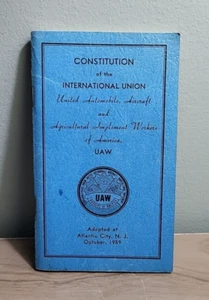 CONSTITUTION
of the
INTERNATIONAL UNION
United Automobile, Aircraft
and
Agricultural Implement Workers
of America,
UAW
UAW
Adopted at
Atlantic City, N. J.
October, 1959